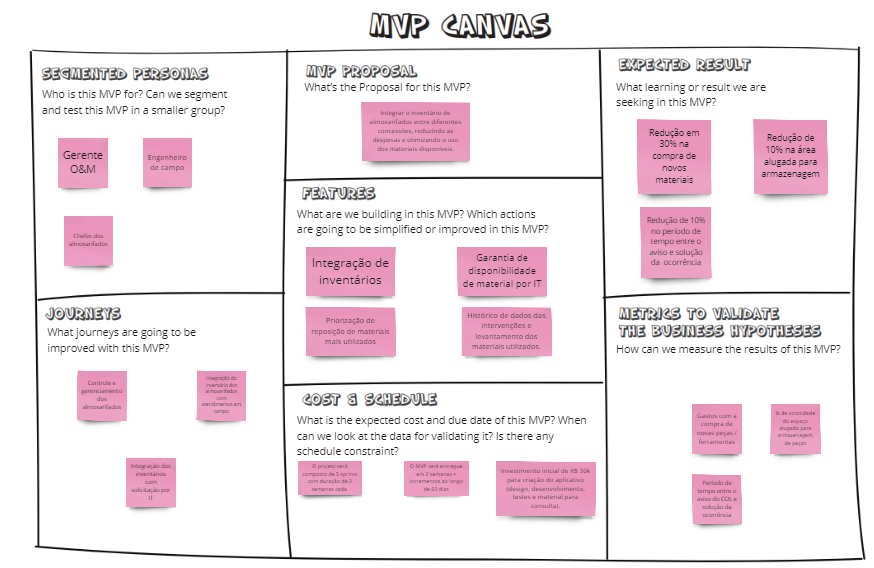 MVP CANVAS
SEGMENTED PERSONAS
Who is this MVP for? Can we segment
and test this MVP in a smaller group?
Gerente
O&M
Engenheiro
de campo
Chefes dos
almoxarifados
MVP PROPOSAL
What's the Proposal for this MVP?
Integrar o inventário de
almoxarifados entre diferentes
concessões, reduzindo as
despesas e otimizando o uso
dos materiais disponíveis.
EXPECTED RESULT
What learning or result we are
seeking in this MVP?
Redução em
30% na
compra de
novos
materiais
Redução de
10% na área
alugada para
armazenagem
Redução de 10%
no período de
tempo entre o
aviso e solução
da ocorrência
FEATURES
What are we building in this MVP? Which actions
are going to be simplified or improved in this MVP?
Integração de
inventários
Garantia de
disponibilidade
de material por IT
Priorização de
reposição de materiais
mais utilizados
Histórico de dados das
intervenções e
levantamento dos
materiais utilizados.
JOURNEYS
What journeys are going to be
improved with this MVP?
Controle e
gerenciamento
dos
almoxarifados
Integração do
inventário dos
almoxarifados
com
atendimentos em
campo
Integração dos
inventários
com
solicitação por
IT
COST & SCHEDULE
What is the expected cost and due date of this MVP? When
can we look at the data for validating it? Is there any
schedule constraint?
O projeto será
composto de 5 sprints
com duração de 2
semanas cada.
O MVP será entregue
em 2 semanas +
incrementos ao longo
de 60 dias
Investimento inicial de R$ 30k
para criação do aplicativo
(design, desenvolvimento,
testes e material para
consulta).
METRICS TO VALIDATE
THE BUSINESS HYPOTHESES
How can we measure the results of this MVP?
Gastos com a
compra de
novas peças /
ferramentas
% de ociosidade
do espaço
alugado para
armazenagem
de peças
Período de
tempo entre o
aviso do COL e
solução da
ocorrência